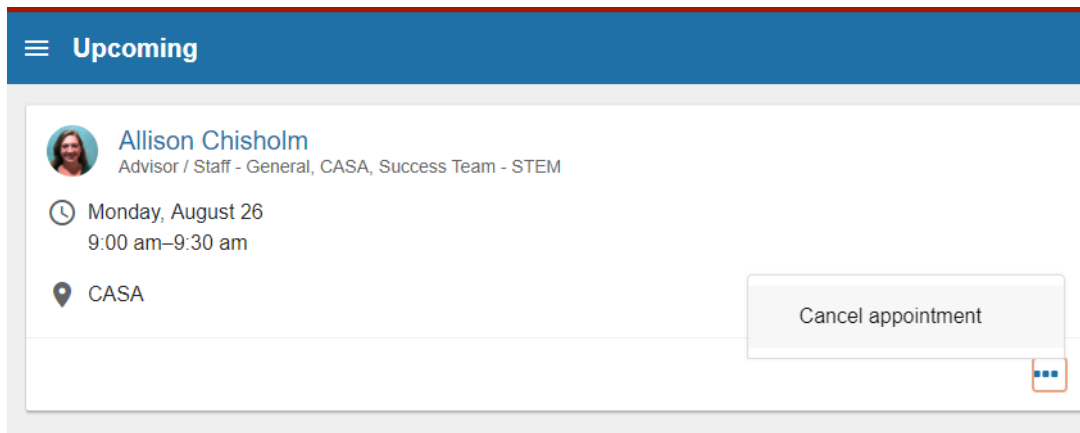 Upcoming
Allison Chisholm
Advisor / Staff - General, CASA, Success Team - STEM
Monday, August 26
9:00 am–9:30 am
CASA
Cancel appointment